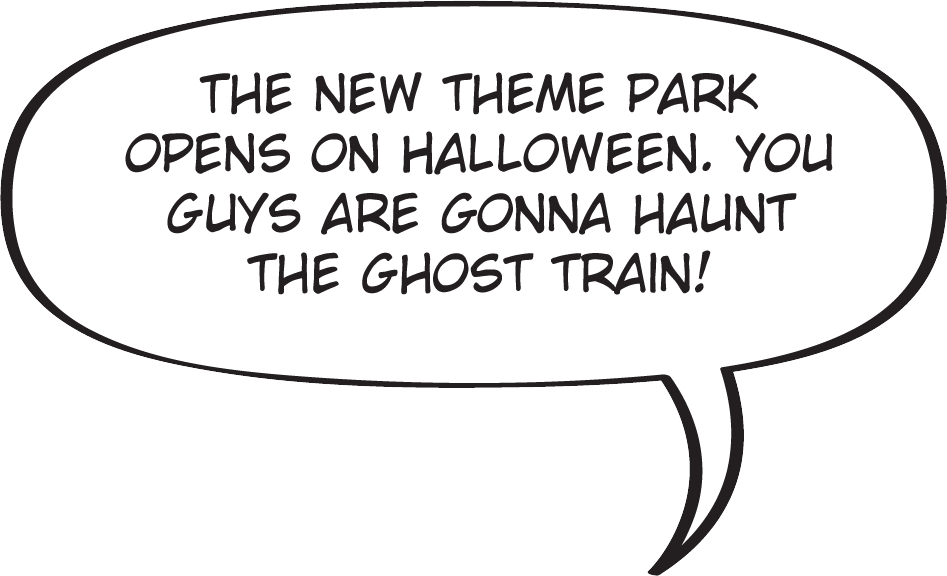 THE NEW THEME PARK
OPENS ON HALLOWEEN. YOU
GUYS ARE GONNA HAUNT
THE GHOST TRAIN!